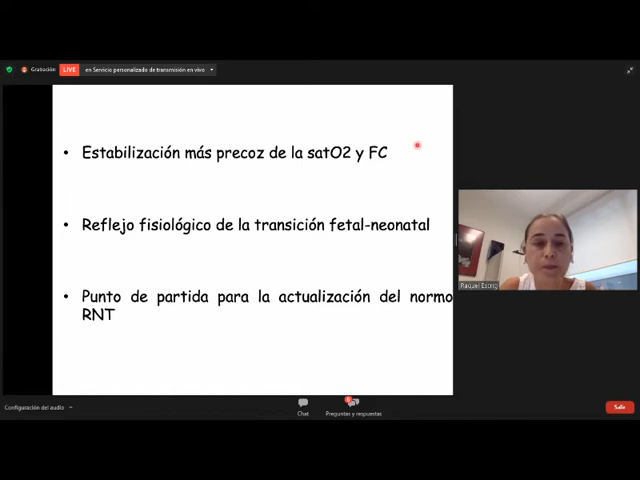 Grabación
LIVE
en Servicio personalizado de transmisión en vivo
• Estabilización más precoz de la satO2 y FC
• Reflejo fisiológico de la transición fetal-neonatal
• Punto de partida para la actualización del normo
RNT
Raquel Escrig
Configuración del audio
Chat
Preguntas y respuestas
Salir